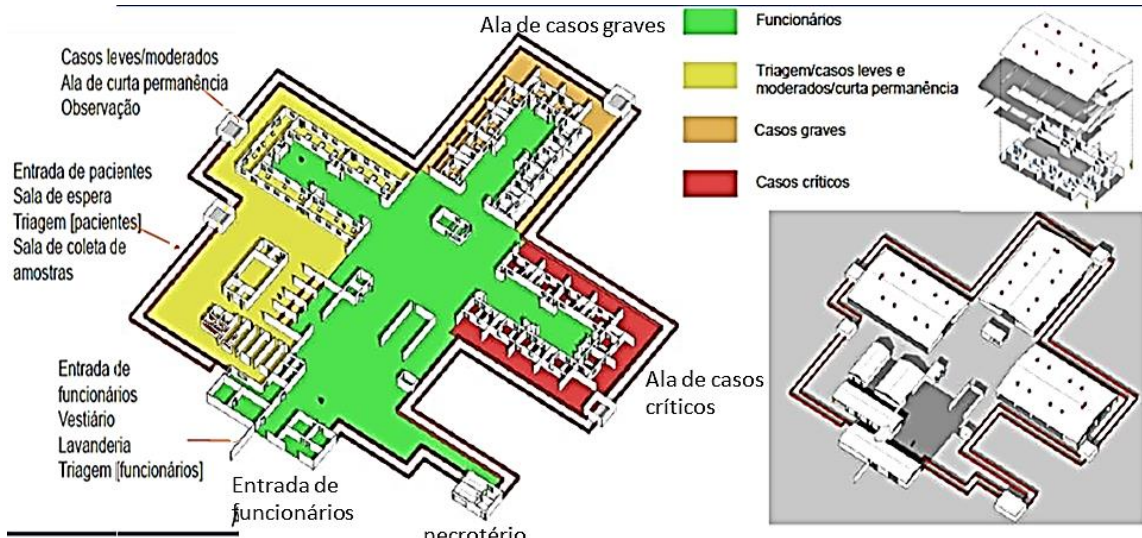 Ala de casos graves
Funcionários
Casos leves/moderados
Ala de curta permanência
Observação
Triagem/casos leves e
moderados/curta permanência
Casos graves
Entrada de pacientes
Sala de espera
Triagem [pacientes]
Sala de coleta de
amostras
Casos críticos
Entrada de
funcionários
Vestiário
Lavanderia
Triagem [funcionários]
Ala de casos
críticos
Entrada de
funcionários
necrotério